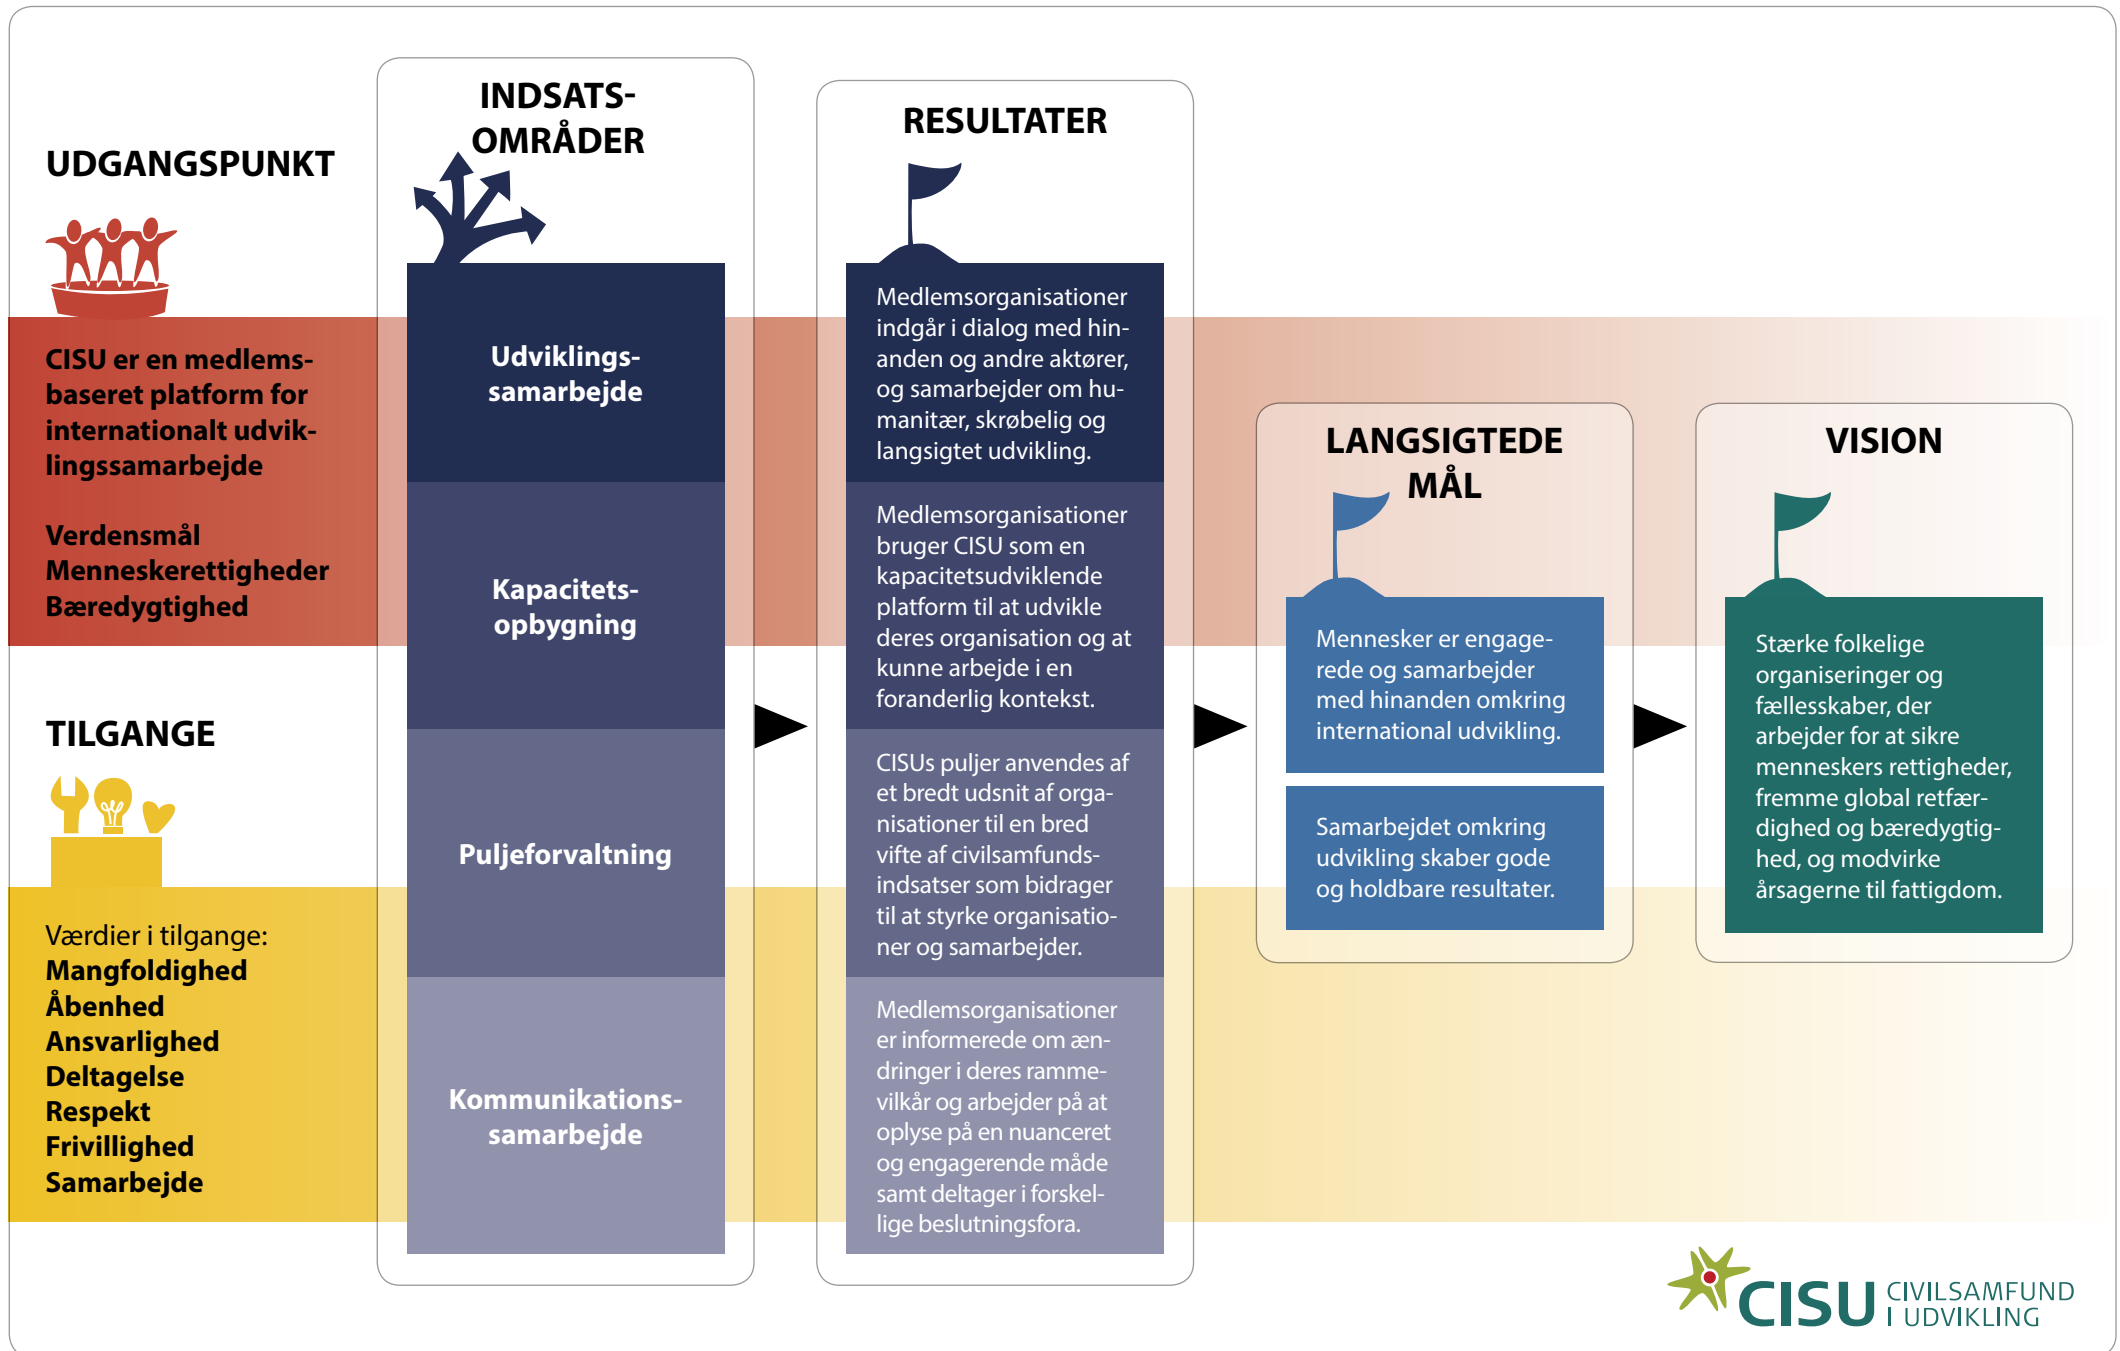 UDGANGSPUNKT
CISU er en medlems-
baseret platform for
internationalt udvik-
lingssamarbejde
Verdensmål
Menneskerettigheder
Bæredygtighed
TILGANGE
Værdier i tilgange:
Mangfoldighed
Åbenhed
Ansvarlighed
Deltagelse
Respekt
Frivillighed
Samarbejde
INDSATS-
OMRÅDER
Udviklings-
samarbejde
Kapacitets-
opbygning
Puljeforvaltning
Kommunikations-
samarbejde
RESULTATER
Medlemsorganisationer
indgår i dialog med hin-
anden og andre aktører,
og samarbejder om hu-
manitær, skrøbelig og
langsigtet udvikling.
Medlemsorganisationer
bruger CISU som en
kapacitetsudviklende
platform til at udvikle
deres organisation og at
kunne arbejde i en
foranderlig kontekst.
CISUs puljer anvendes af
et bredt udsnit af orga-
nisationer til en bred
vifte af civilsamfunds-
indsatser som bidrager
til at styrke organisatio-
ner og samarbejder.
Medlemsorganisationer
er informerede om æn-
dringer i deres ramme-
vilkår og arbejder på at
oplyse på en nuanceret
og engagerende måde
samt deltager i forskel-
lige beslutningsfora.
LANGSIGTEDE
MÅL
Mennesker er engage-
rede og samarbejder
med hinanden omkring
international udvikling.
Samarbejdet omkring
udvikling skaber gode
og holdbare resultater.
VISION
Stærke folkelige
organiseringer og
fællesskaber, der
arbejder for at sikre
menneskers rettigheder,
fremme global retfær-
dighed og bæredygtig-
hed, og modvirke
årsagerne til fattigdom.
CISU
CIVILSAMFUND
I UDVIKLING